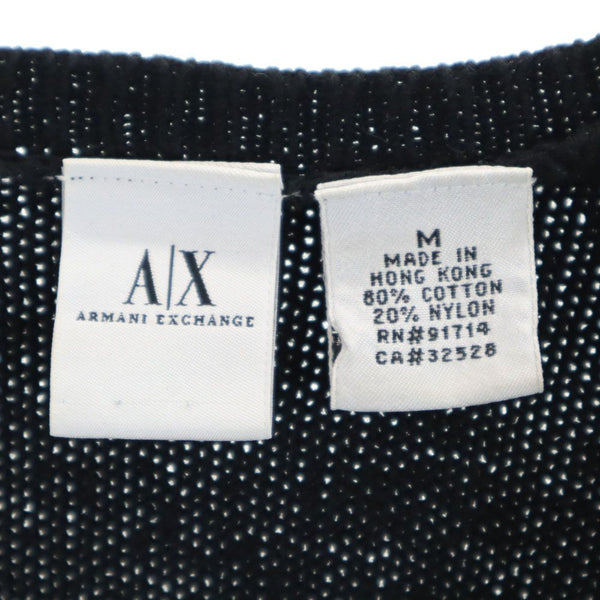 A|X
ARMANI EXCHANGE
M
MADE IN
HONG KONG
80% COTTON
20% NYLON
RN#91714
CA#32528